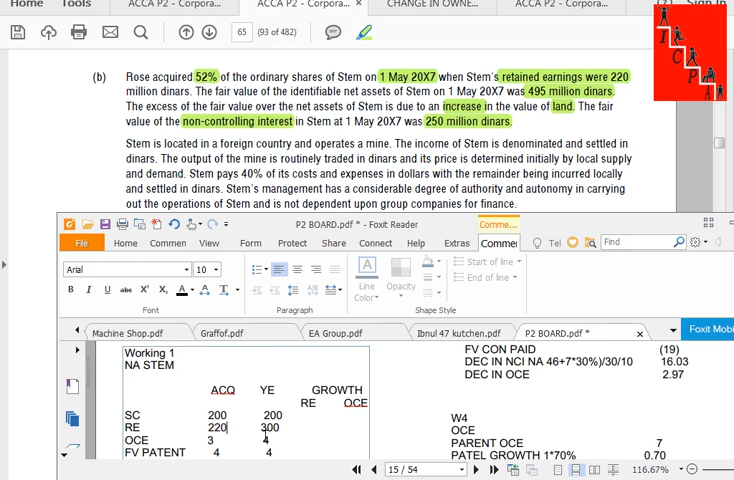 Home Tools Sign In
ACCA P2 - Corpora... ACCA P2 - Corpora... × CHANGE IN OWNE... ACCA P2 - Corpora...
65 (93 of 482)
I C P A
(b) Rose acquired 52% of the ordinary shares of Stem on 1 May 20X7 when Stem's retained earnings were 220
million dinars. The fair value of the identifiable net assets of Stem on 1 May 20X7 was 495 million dinars.
The excess of the fair value over the net assets of Stem is due to an increase in the value of land. The fair
value of the non-controlling interest in Stem at 1 May 20X7 was 250 million dinars.
Stem is located in a foreign country and operates a mine. The income of Stem is denominated and settled in
dinars. The output of the mine is routinely traded in dinars and its price is determined initially by local supply
and demand. Stem pays 40% of its costs and expenses in dollars with the remainder being incurred locally
and settled in dinars. Stem's management has a considerable degree of authority and autonomy in carrying
out the operations of Stem and is not dependent upon group companies for finance.
P2 BOARD.pdf * - Foxit Reader Comme...
File Home Comment View Form Protect Share Connect Help Extras Commer Tel Find
Arial 10
B I U abc X² X₂ A
Line Color Opacity
Start of line
End of line
Font Paragraph Shape Style
Machine Shop.pdf Graffof.pdf EA Group.pdf Ibnul 47 kutchen.pdf P2 BOARD.pdf * × Foxit Mobi
Working 1
NA STEM
ACQ YE GROWTH
RE OCE
SC 200 200
RE 220 300
OCE 3 4
FV PATENT 4 4
FV CON PAID (19)
DEC IN NCI NA 46+7*30%)/30/10 16.03
DEC IN OCE 2.97
W4
OCE
PARENT OCE 7
PATEL GROWTH 1*70% 0.70
15 / 54 116.67%